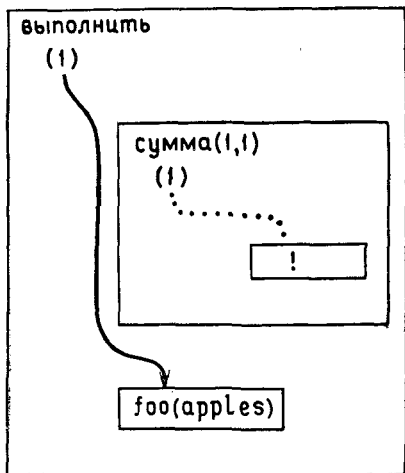 выполнить
(1)
сумма(1,1)
(1)
!
foo(apples)